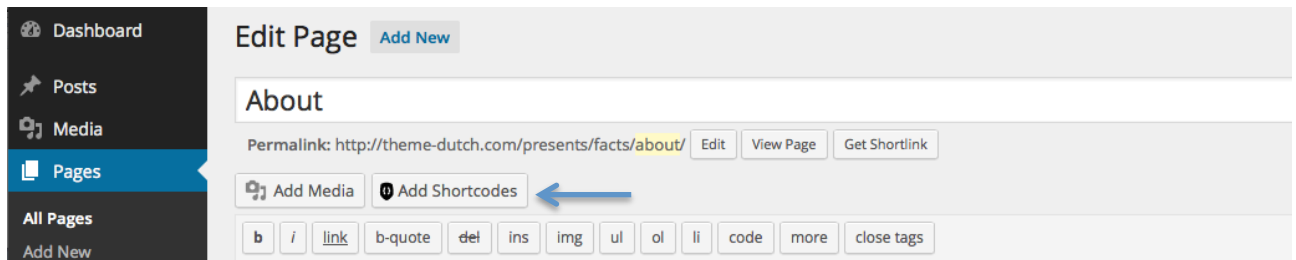 Dashboard
Posts
Media
Pages
All Pages
Add New
Edit Page Add New
About
Permalink: http://theme-dutch.com/presents/facts/about/ Edit View Page Get Shortlink
Add Media Add Shortcodes
b i link b-quote del ins img ul ol li code more close tags